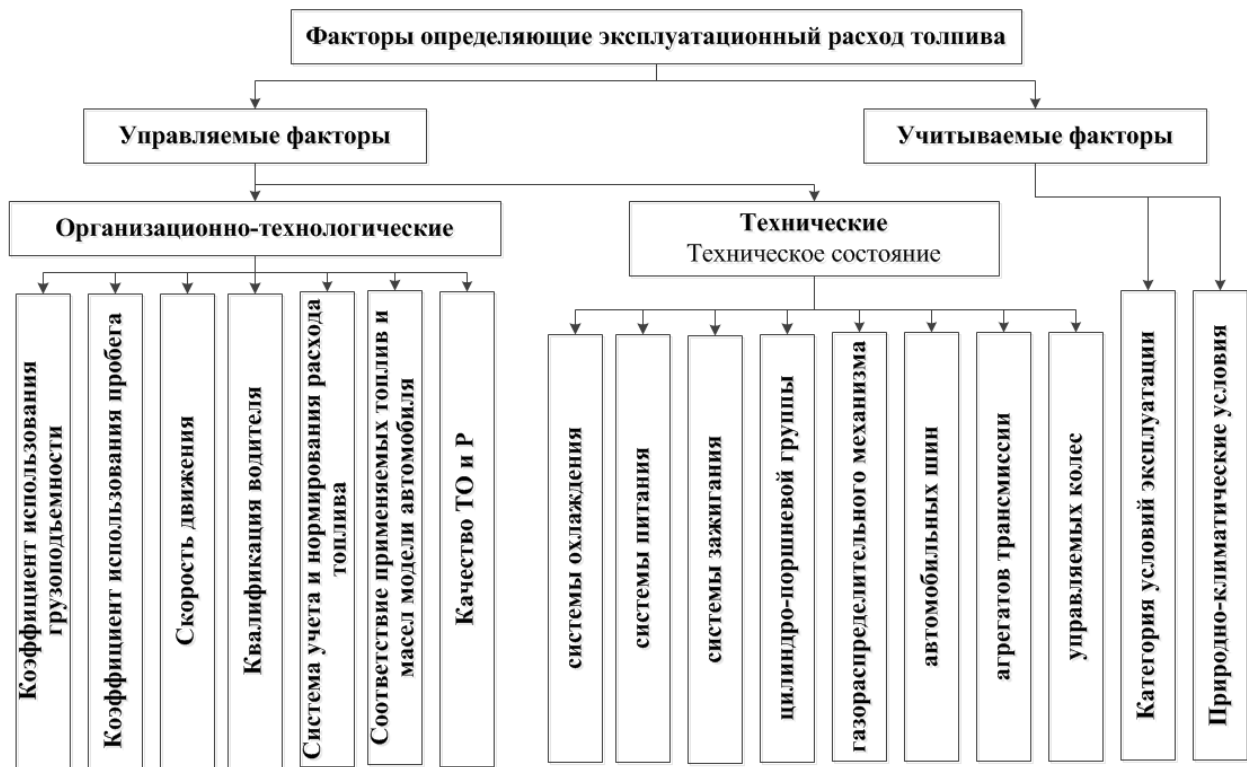 Факторы определяющие эксплуатационный расход толпива
Управляемые факторы
Учитываемые факторы
Организационно-технологические
Технические
Техническое состояние
Коэффициент использования
грузоподъемности
Коэффициент использования пробега
Скорость движения
Квалификация водителя
Система учета и нормирования расхода
топлива
Соответствие применяемых топлив и
масел модели автомобиля
Качество ТО и Р
системы охлаждения
системы питания
системы зажигания
цилиндро-поршневой группы
газораспределительного механизма
автомобильных шин
агрегатов трансмиссии
управляемых колес
Категория условий эксплуатации
Природно-климатические условия